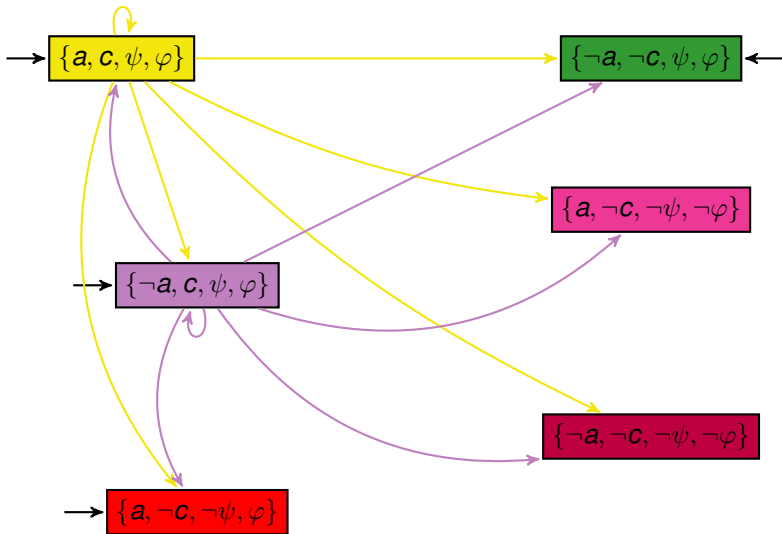 {a, c, ψ, φ}
{¬a, ¬c, ψ, φ}
{a, ¬c, ¬ψ, ¬φ}
{¬a, c, ψ, φ}
{¬a, ¬c, ¬ψ, ¬φ}
{a, ¬c, ¬ψ, φ}